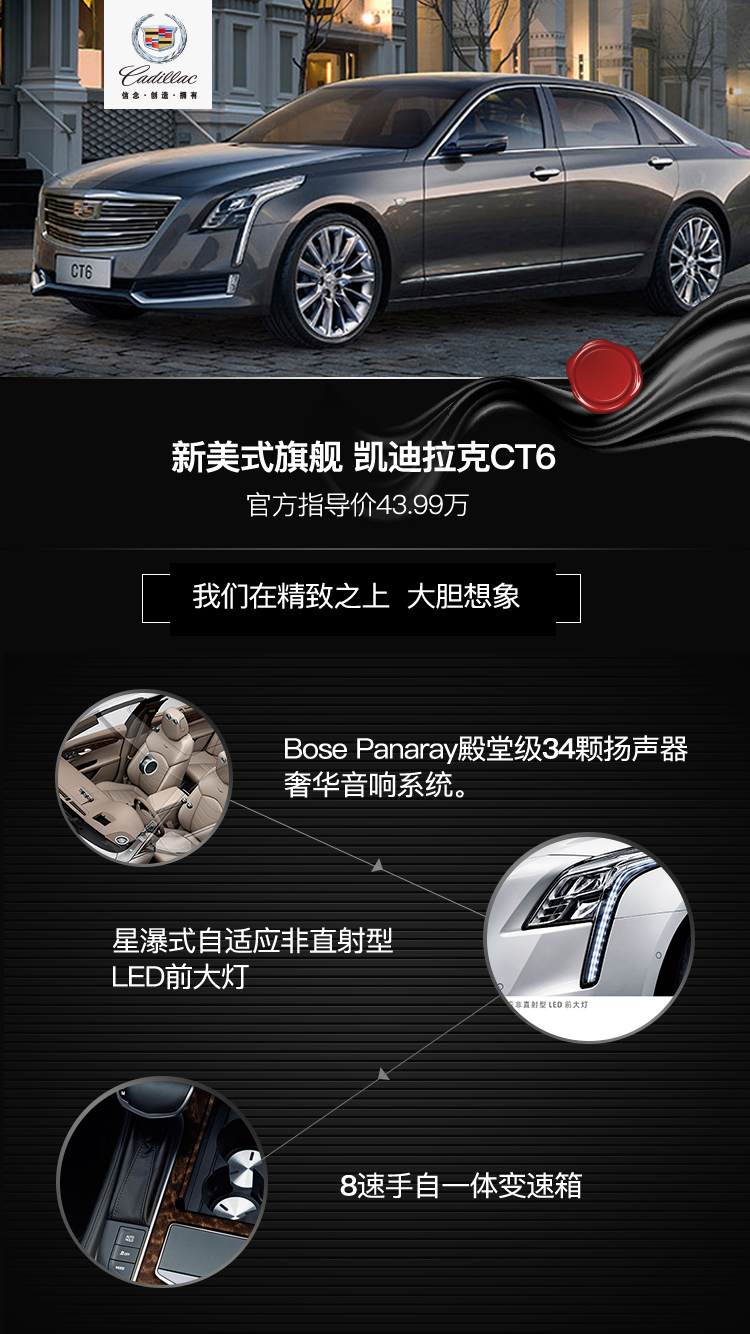 Cadillac
信念·创造·拥有
CT6
新美式旗舰 凯迪拉克CT6
官方指导价43.99万
我们在精致之上 大胆想象
Bose Panaray殿堂级34颗扬声器
奢华音响系统。
星瀑式自适应非直射型
LED前大灯
非直射型 LED 前大灯
8速手自一体变速箱